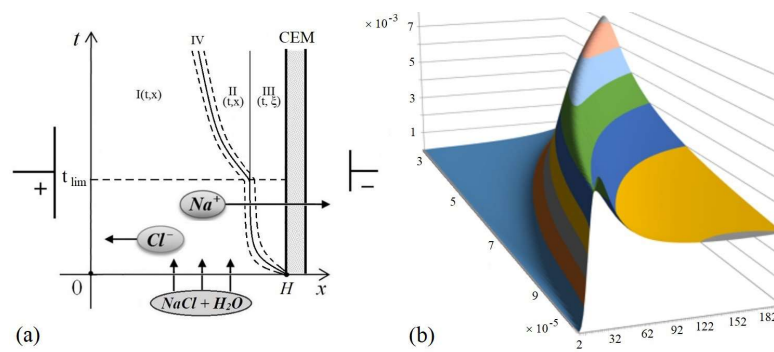 t
IV
CEM
I(t,x)
II
(t,x)
III
(t, ξ)
t lim
+
−
Na⁺
Cl⁻
0
H
x
NaCl + H₂O
(a)
× 10⁻³
7
5
3
1
3
5
7
9
× 10⁻⁵
2
32
62
92
122
152
182
(b)